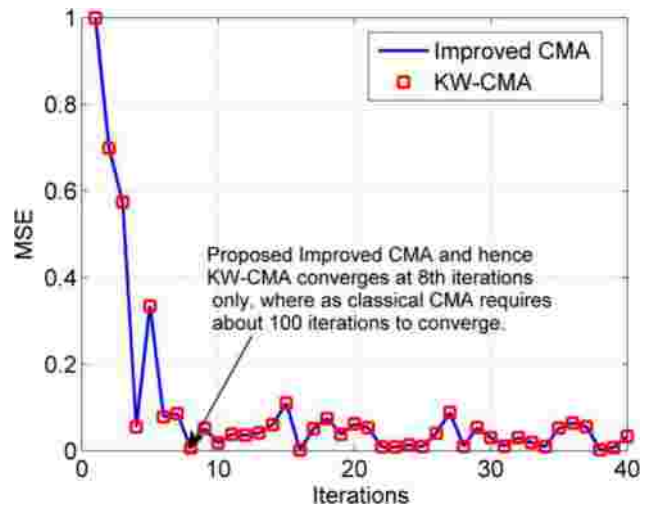 1
0.8
0.6
0.4
0.2
0
MSE
Improved CMA
KW-CMA
Proposed Improved CMA and hence
KW-CMA converges at 8th iterations
only, where as classical CMA requires
about 100 iterations to converge.
0 10 20 30 40
Iterations